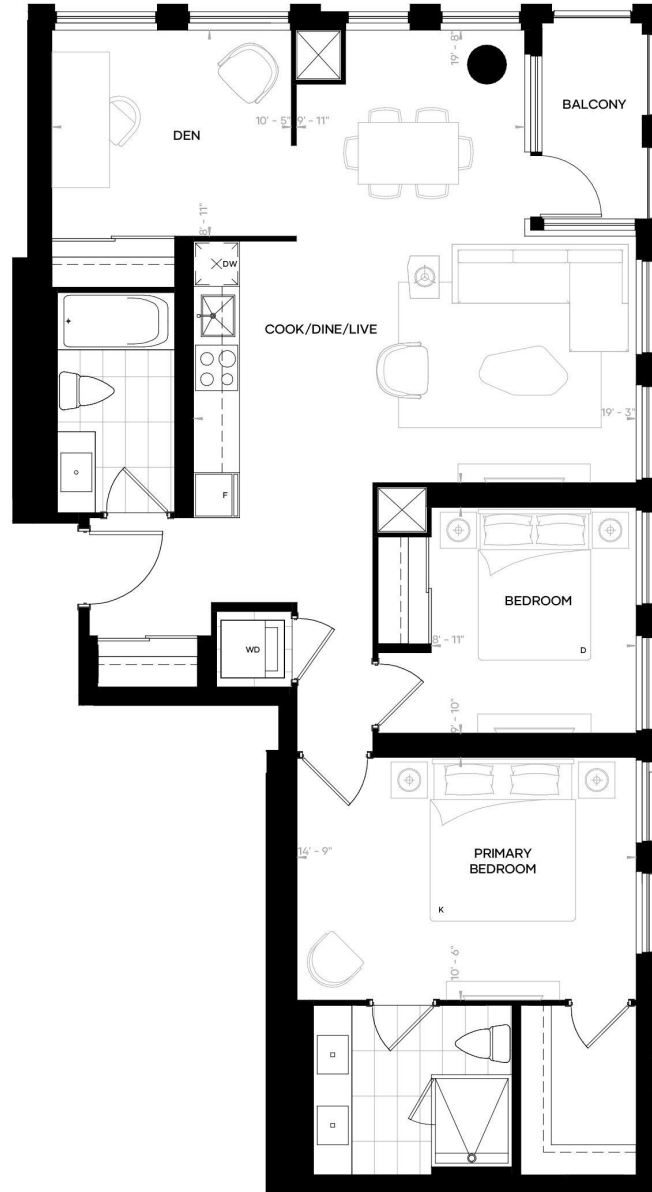 19' - 8"
BALCONY
10' - 5"
9' - 11"
DEN
8' - 11"
DW
COOK/DINE/LIVE
19' - 3"
F
BEDROOM
8' - 11"
D
WD
9' - 10"
14' - 9"
PRIMARY
BEDROOM
K
10' - 6"